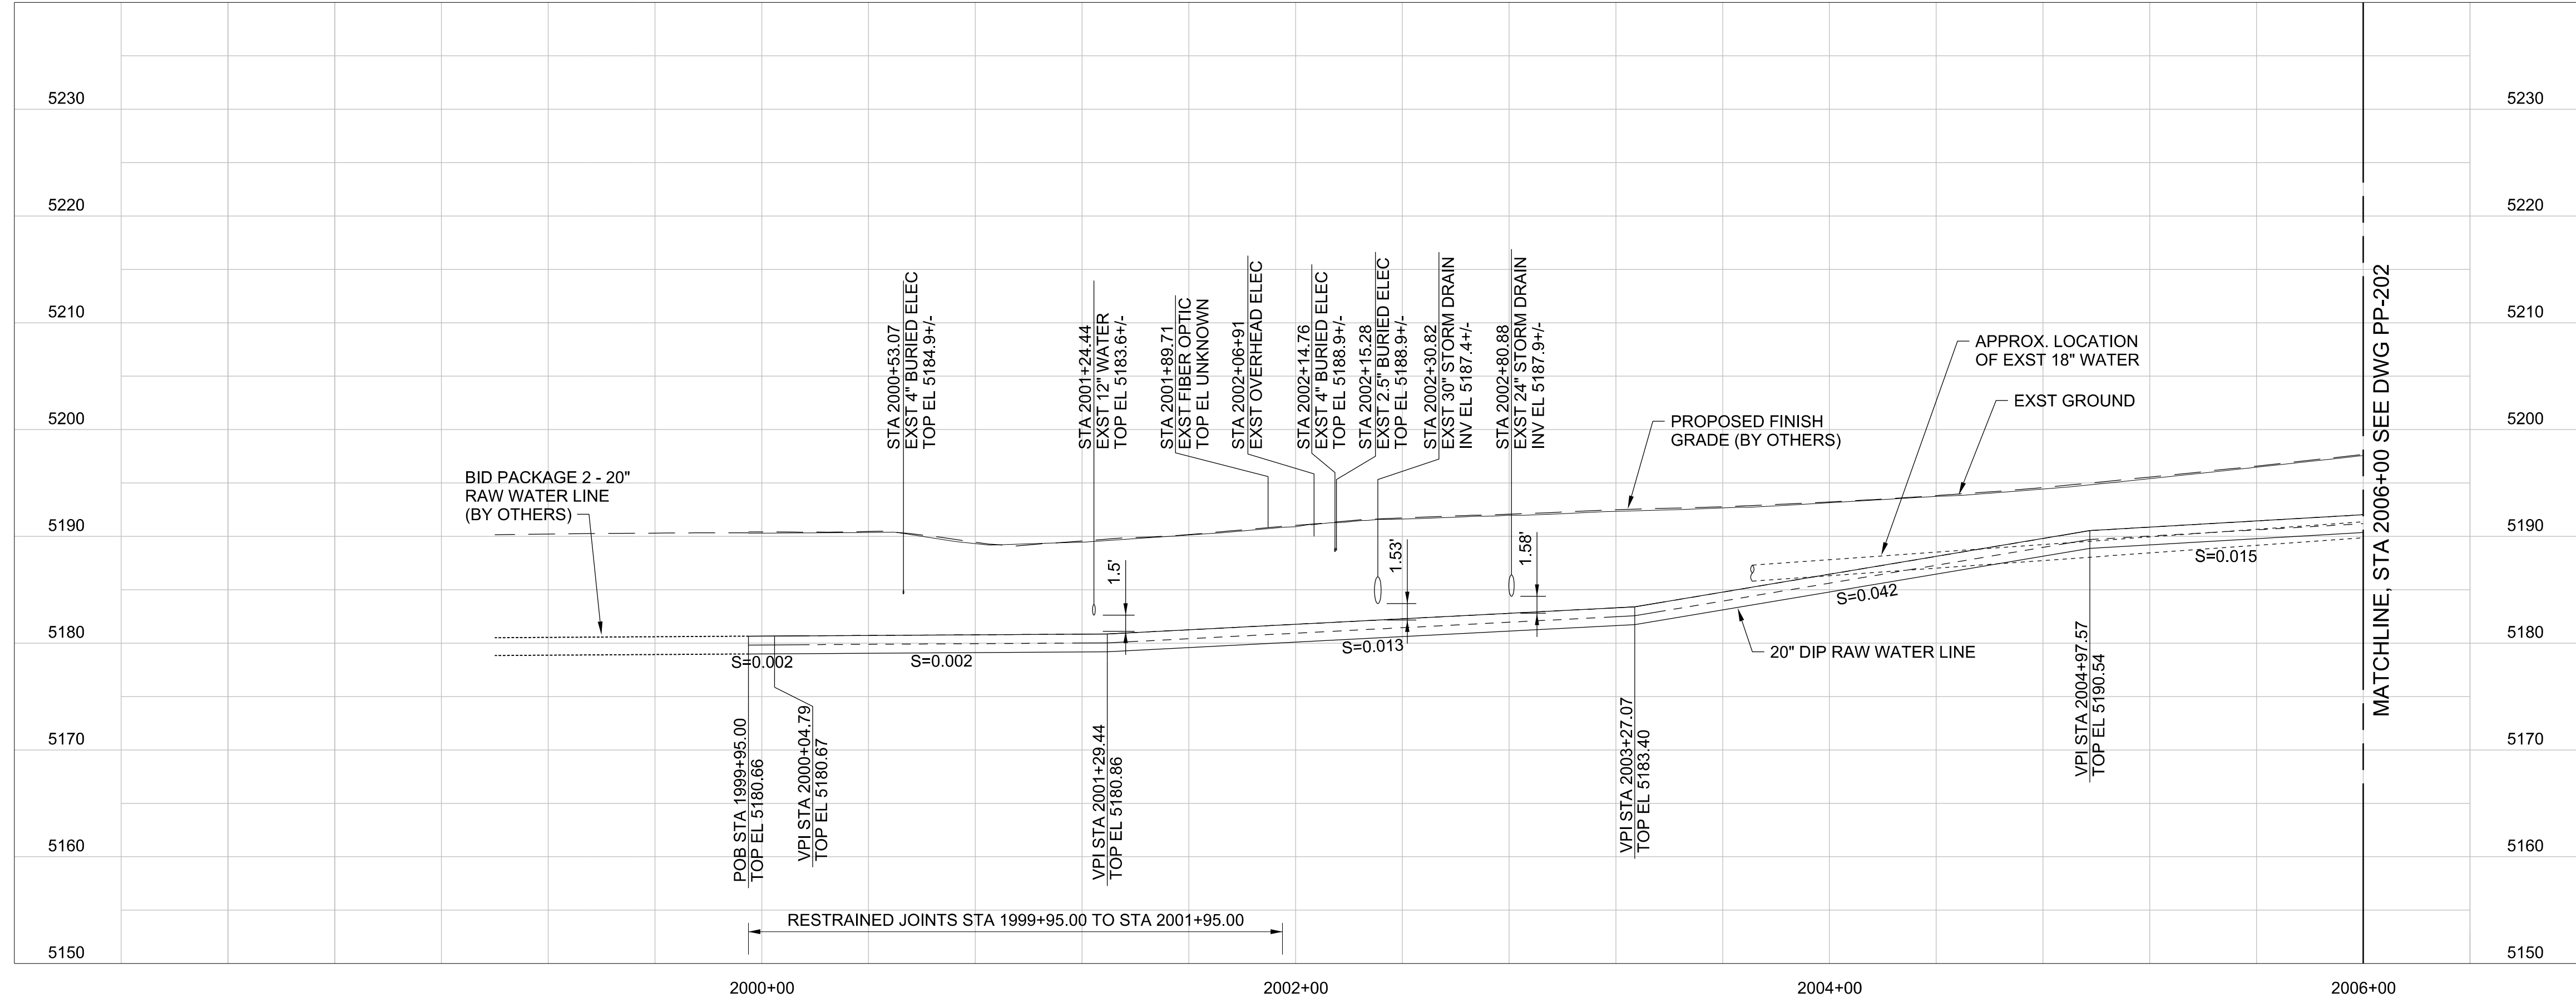 5230
5230
5220
5220
5210
5210
5200
5200
5190
5190
5180
5180
5170
5170
5160
5160
5150
5150
STA 2000+53.07
EXST 4" BURIED ELEC
TOP EL 5184.9+/-
STA 2001+24.44
EXST 12" WATER
TOP EL 5183.6+/-
STA 2001+89.71
EXST FIBER OPTIC
TOP EL UNKNOWN
STA 2002+06+91
EXST OVERHEAD ELEC
STA 2002+14.76
EXST 4" BURIED ELEC
TOP EL 5188.9+/-
STA 2002+15.28
EXST 2.5" BURIED ELEC
TOP EL 5188.9+/-
STA 2002+30.82
EXST 30" STORM DRAIN
INV EL 5187.4+/-
STA 2002+80.88
EXST 24" STORM DRAIN
INV EL 5187.9+/-
APPROX. LOCATION
OF EXST 18" WATER
EXST GROUND
PROPOSED FINISH
GRADE (BY OTHERS)
BID PACKAGE 2 - 20"
RAW WATER LINE
(BY OTHERS)
1.5'
1.53'
1.58'
S=0.002
S=0.002
S=0.013
S=0.042
S=0.015
20" DIP RAW WATER LINE
POB STA 1999+95.00
TOP EL 5180.66
VPI STA 2000+04.79
TOP EL 5180.67
VPI STA 2001+29.44
TOP EL 5180.86
VPI STA 2003+27.07
TOP EL 5183.40
VPI STA 2004+97.57
TOP EL 5190.54
MATCHLINE, STA 2006+00 SEE DWG PP-202
RESTRAINED JOINTS STA 1999+95.00 TO STA 2001+95.00
2000+00
2002+00
2004+00
2006+00